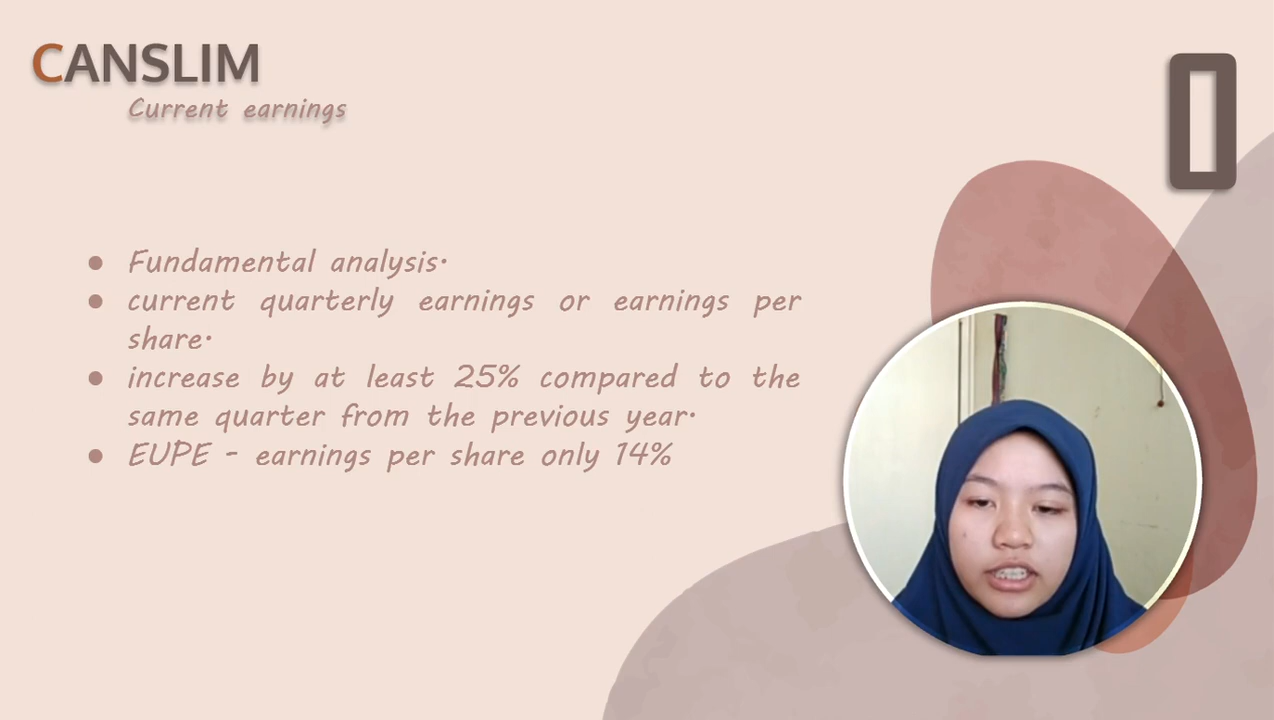 CANSLIM
Current earnings
● Fundamental analysis.
● current quarterly earnings or earnings per
share.
● increase by at least 25% compared to the
same quarter from the previous year.
● EUPE - earnings per share only 14%